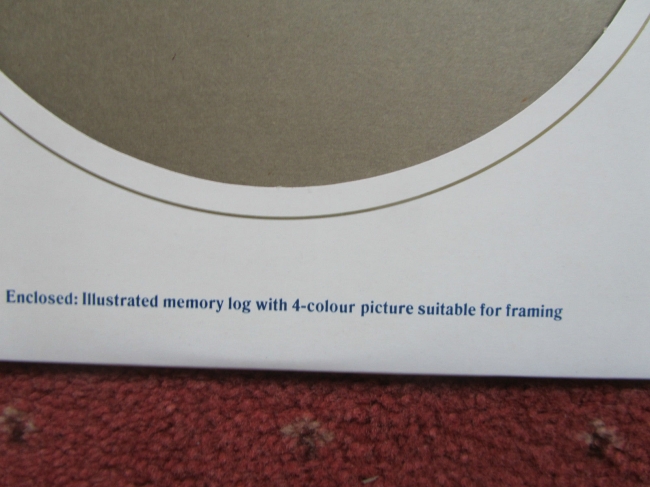 Enclosed: Illustrated memory log with 4-colour picture suitable for framing